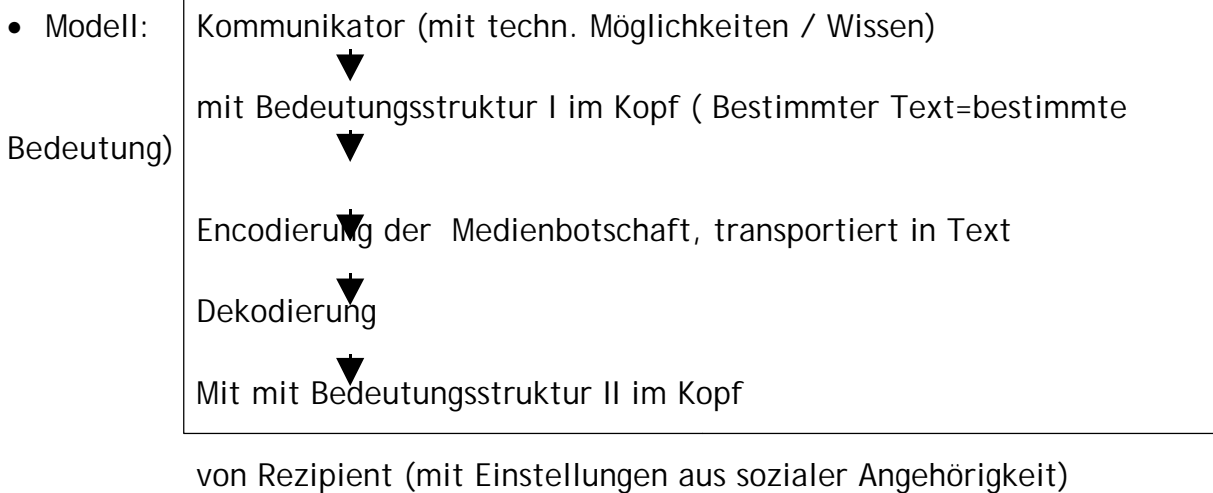 • Modell: Kommunikator (mit techn. Möglichkeiten / Wissen)
mit Bedeutungsstruktur I im Kopf ( Bestimmter Text=bestimmte
Bedeutung)
Encodierung der Medienbotschaft, transportiert in Text
Dekodierung
Mit mit Bedeutungsstruktur II im Kopf
von Rezipient (mit Einstellungen aus sozialer Angehörigkeit)